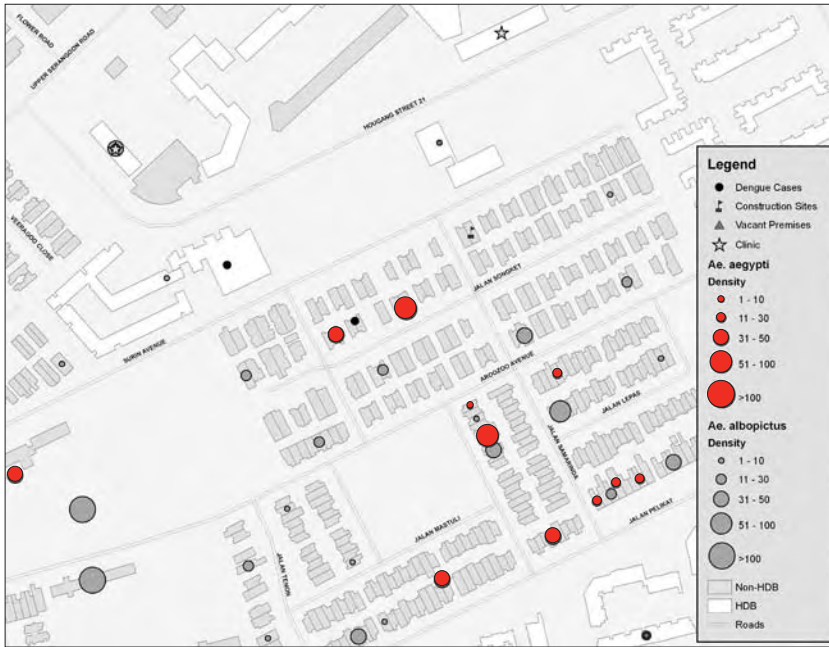 FLOWER ROAD
UPPER SERANGOON ROAD
HOUGANG STREET 21
VEERAGOO CLOSE
JALAN SONGKET
SURIN AVENUE
AROOZOO AVENUE
JALAN LEPAS
JALAN SAMARINDA
JALAN PELIKAT
JALAN MASTULI
JALAN TENON
Legend
Dengue Cases
Construction Sites
Vacant Premises
Clinic
Ae. aegypti
Density
1 - 10
11 - 30
31 - 50
51 - 100
>100
Ae. albopictus
Density
1 - 10
11 - 30
31 - 50
51 - 100
>100
Non-HDB
HDB
Roads